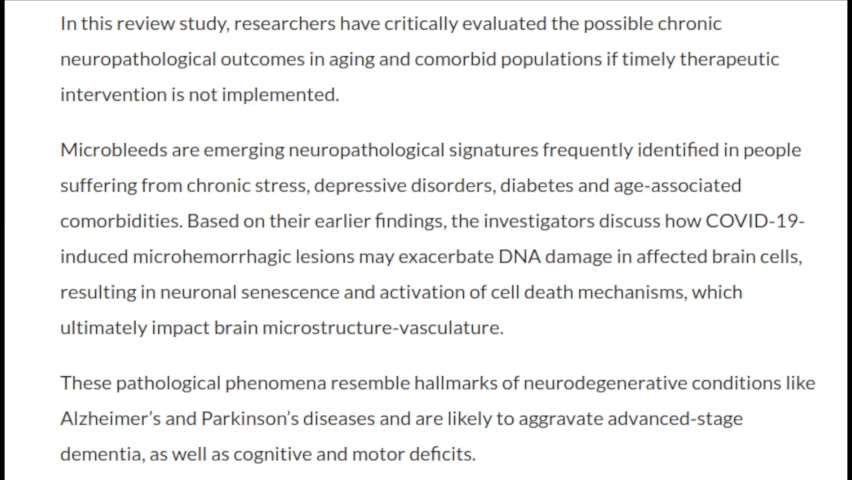 In this review study, researchers have critically evaluated the possible chronic
neuropathological outcomes in aging and comorbid populations if timely therapeutic
intervention is not implemented.
Microbleeds are emerging neuropathological signatures frequently identified in people
suffering from chronic stress, depressive disorders, diabetes and age-associated
comorbidities. Based on their earlier findings, the investigators discuss how COVID-19-
induced microhemorrhagic lesions may exacerbate DNA damage in affected brain cells,
resulting in neuronal senescence and activation of cell death mechanisms, which
ultimately impact brain microstructure-vasculature.
These pathological phenomena resemble hallmarks of neurodegenerative conditions like
Alzheimer’s and Parkinson’s diseases and are likely to aggravate advanced-stage
dementia, as well as cognitive and motor deficits.